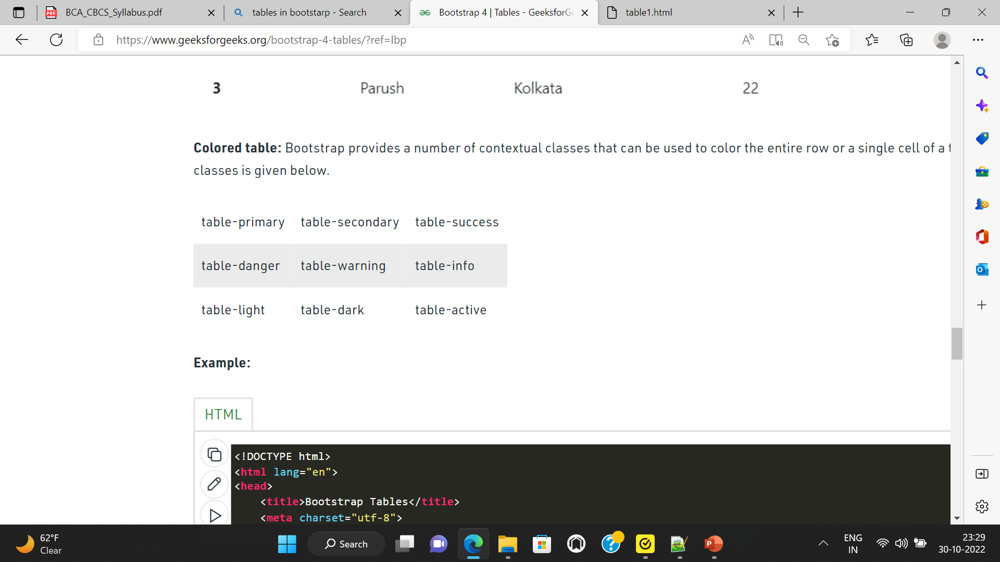 BCA_CBCS_Syllabus.pdf
tables in bootstarp - Search
Bootstrap 4 | Tables - GeeksforGe
table1.html
https://www.geeksforgeeks.org/bootstrap-4-tables/?ref=lbp
3 Parush Kolkata 22
Colored table: Bootstrap provides a number of contextual classes that can be used to color the entire row or a single cell of a t
classes is given below.
table-primary table-secondary table-success
table-danger table-warning table-info
table-light table-dark table-active
Example:
HTML
<!DOCTYPE html>
<html lang="en">
<head>
<title>Bootstrap Tables</title>
<meta charset="utf-8">
62°F
Clear
Search
ENG
IN
23:29
30-10-2022